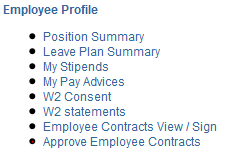 Employee Profile
Position Summary
Leave Plan Summary
My Stipends
My Pay Advices
W2 Consent
W2 statements
Employee Contracts View / Sign
Approve Employee Contracts